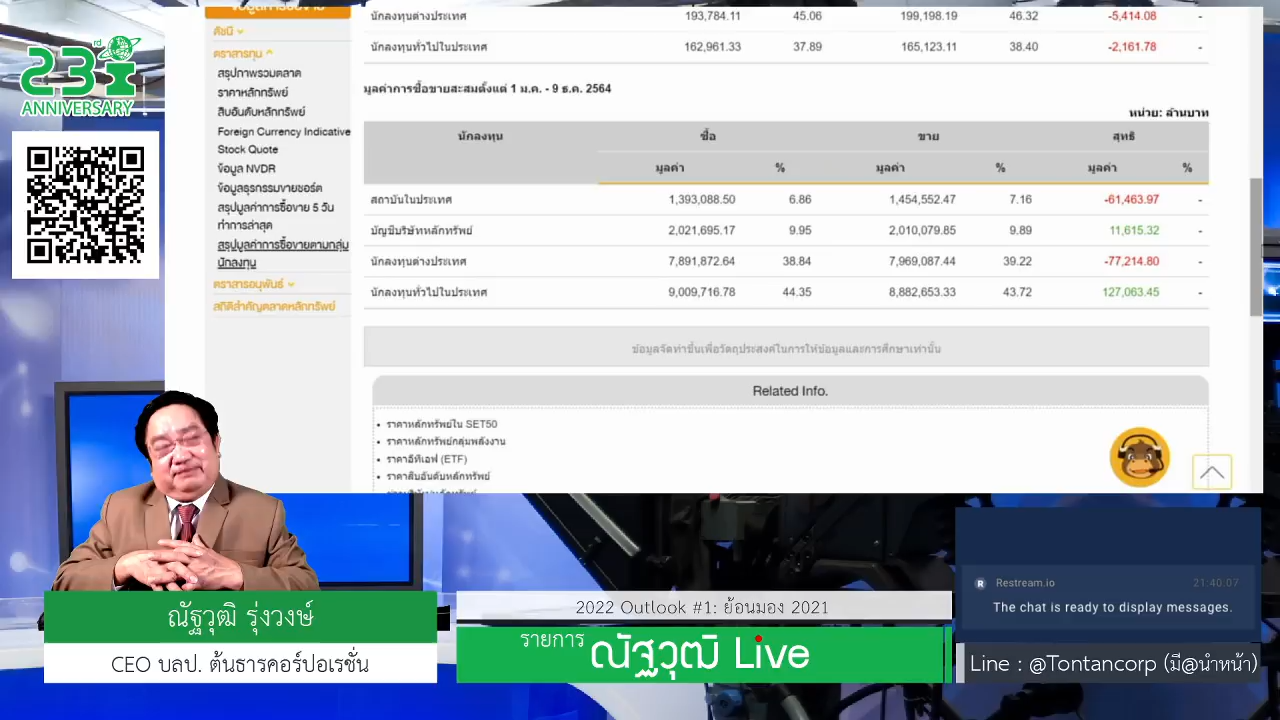 23rd
ANNIVERSARY
ดัชนี
ตราสารทุน
สรุปภาพรวมตลาด
ราคาหลักทรัพย์
สิบอันดับหลักทรัพย์
Foreign Currency Indicative
Stock Quote
ข้อมูล NVDR
ข้อมูลธุรกรรมขายชอร์ต
สรุปมูลค่าการซื้อขาย 5 วัน
ทำการล่าสุด
สรุปมูลค่าการซื้อขายตามกลุ่ม
นักลงทุน
ตราสารอนุพันธ์
สถิติสำคัญตลาดหลักทรัพย์
นักลงทุนต่างประเทศ 193,784.11 45.06 199,198.19 46.32 -5,414.08 -
นักลงทุนทั่วไปในประเทศ 162,961.33 37.89 165,123.11 38.40 -2,161.78 -
มูลค่าการซื้อขายสะสมตั้งแต่ 1 ม.ค. - 9 ธ.ค. 2564
หน่วย: ล้านบาท
นักลงทุน ซื้อ ขาย สุทธิ
มูลค่า % มูลค่า % มูลค่า %
สถาบันในประเทศ 1,393,088.50 6.86 1,454,552.47 7.16 -61,463.97 -
บัญชีบริษัทหลักทรัพย์ 2,021,695.17 9.95 2,010,079.85 9.89 11,615.32 -
นักลงทุนต่างประเทศ 7,891,872.64 38.84 7,969,087.44 39.22 -77,214.80 -
นักลงทุนทั่วไปในประเทศ 9,009,716.78 44.35 8,882,653.33 43.72 127,063.45 -
ข้อมูลจัดทำขึ้นเพื่อวัตถุประสงค์ในการให้ข้อมูลและการศึกษาเท่านั้น
Related Info.
• ราคาหลักทรัพย์ใน SET50
• ราคาหลักทรัพย์กลุ่มพลังงาน
• ราคาอีทีเอฟ (ETF)
• ราคาสิบอันดับหลักทรัพย์
ณัฐวุฒิ รุ่งวงษ์
CEO บลป. ต้นธารคอร์ปอเรชั่น
2022 Outlook #1: ย้อนมอง 2021
รายการ ณัฐวุฒิ Live
Restream.io 21:40:07
The chat is ready to display messages.
Line : @Tontancorp (มี@นำหน้า)